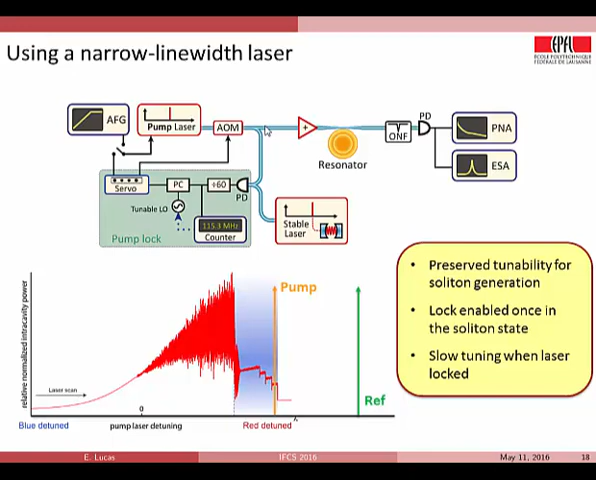 Using a narrow-linewidth laser
EPFL
ÉCOLE POLYTECHNIQUE
FÉDÉRALE DE LAUSANNE
AFG
Pump Laser
AOM
+
Resonator
ONF
PD
PNA
ESA
Servo
PC
÷60
PD
Tunable LO
115.3 MHz
Counter
Pump lock
Stable
Laser
• Preserved tunability for
soliton generation
• Lock enabled once in
the soliton state
• Slow tuning when laser
locked
relative normalized intracavity power
Laser scan
Pump
Ref
0
Blue detuned
pump laser detuning
Red detuned
E. Lucas
IFCS 2016
May 11, 2016
18